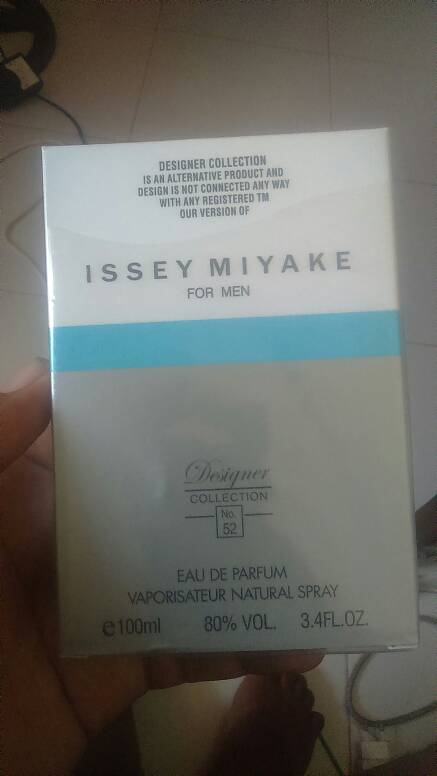 DESIGNER COLLECTION
IS AN ALTERNATIVE PRODUCT AND
DESIGN IS NOT CONNECTED ANY WAY
WITH ANY REGISTERED TM
OUR VERSION OF
ISSEY MIYAKE
FOR MEN
Designer
COLLECTION
No.
52
EAU DE PARFUM
VAPORISATEUR NATURAL SPRAY
e100ml 80% VOL. 3.4FL.OZ.